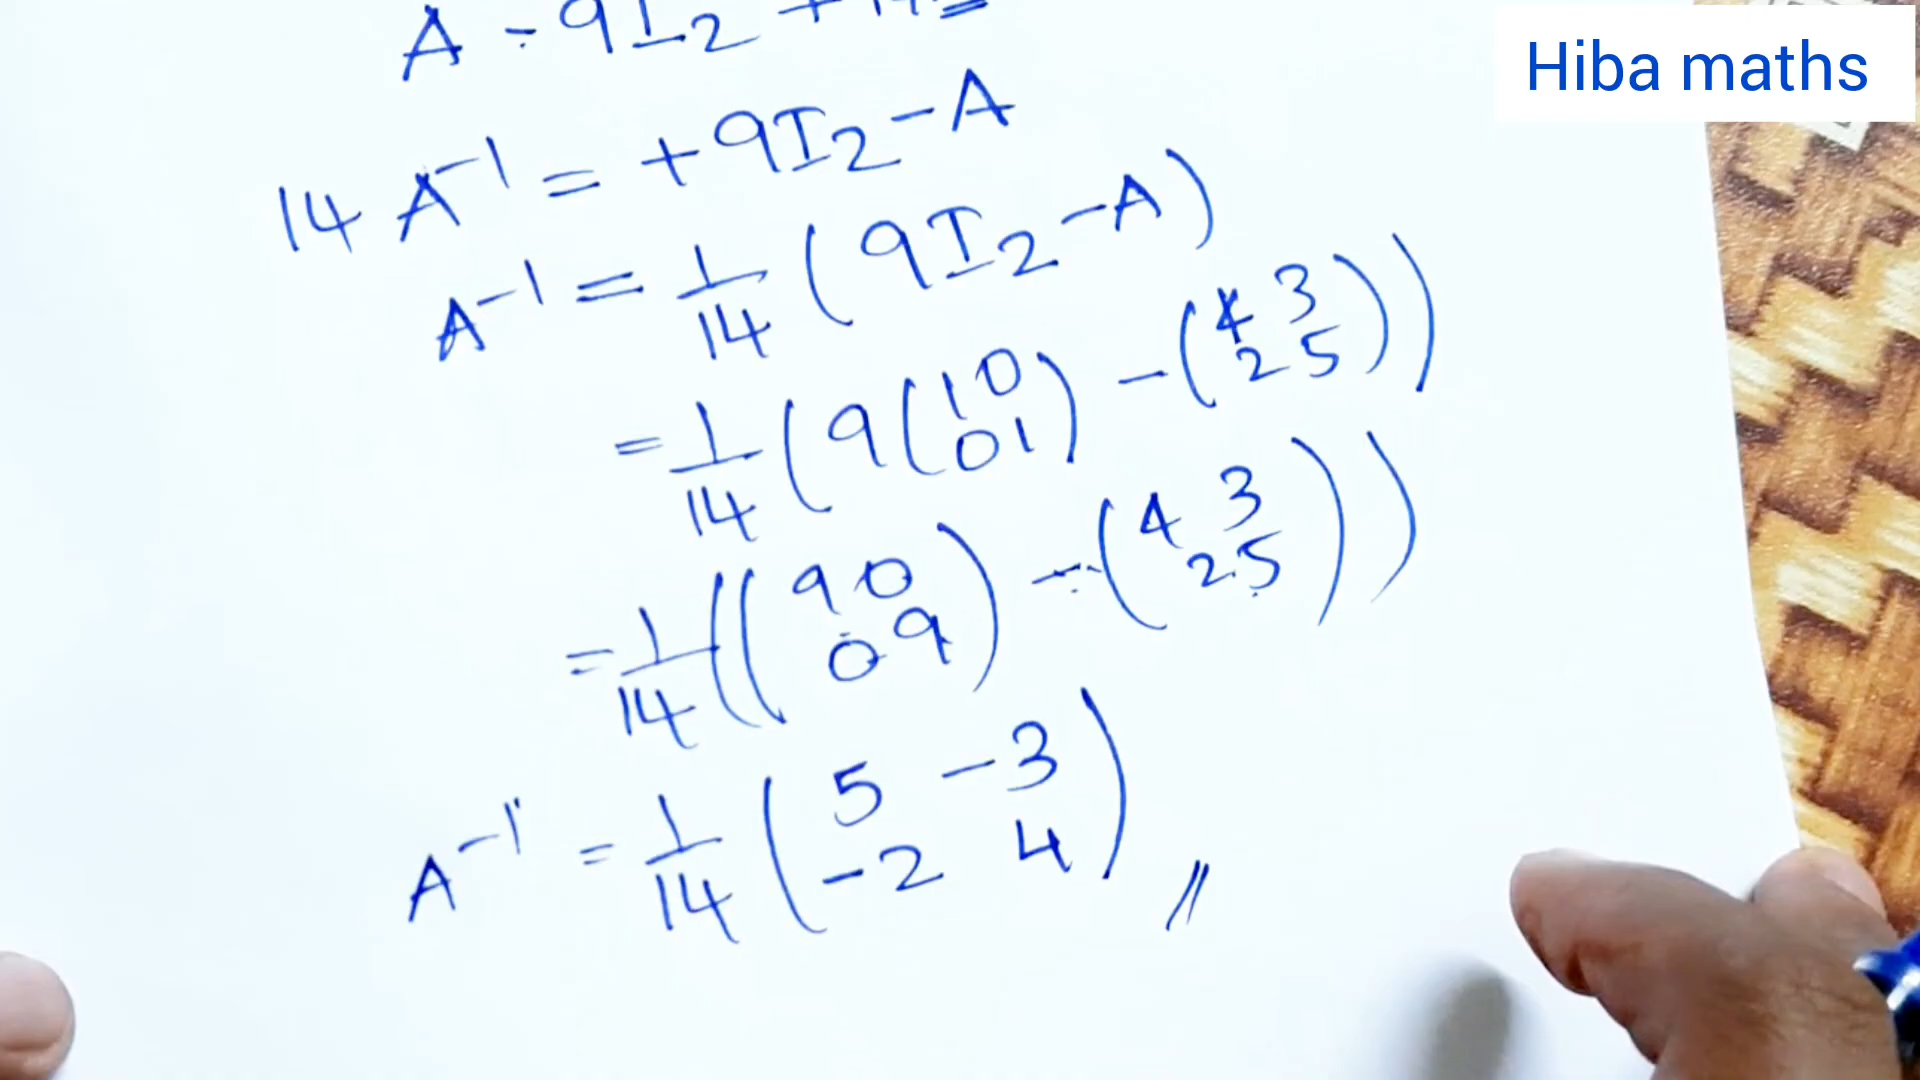 Hiba maths
A - 9I₂ +
14 A⁻¹ = +9I₂ - A
A⁻¹ = 1/14 ( 9I₂ - A )
= 1/14 ( 9 ( 1 0
0 1 ) - ( 4 3
2 5 ) )
= 1/14 ( ( 9 0
0 9 ) - ( 4 3
2 5 ) )
A⁻¹ = 1/14 ( 5 -3
-2 4 ) //